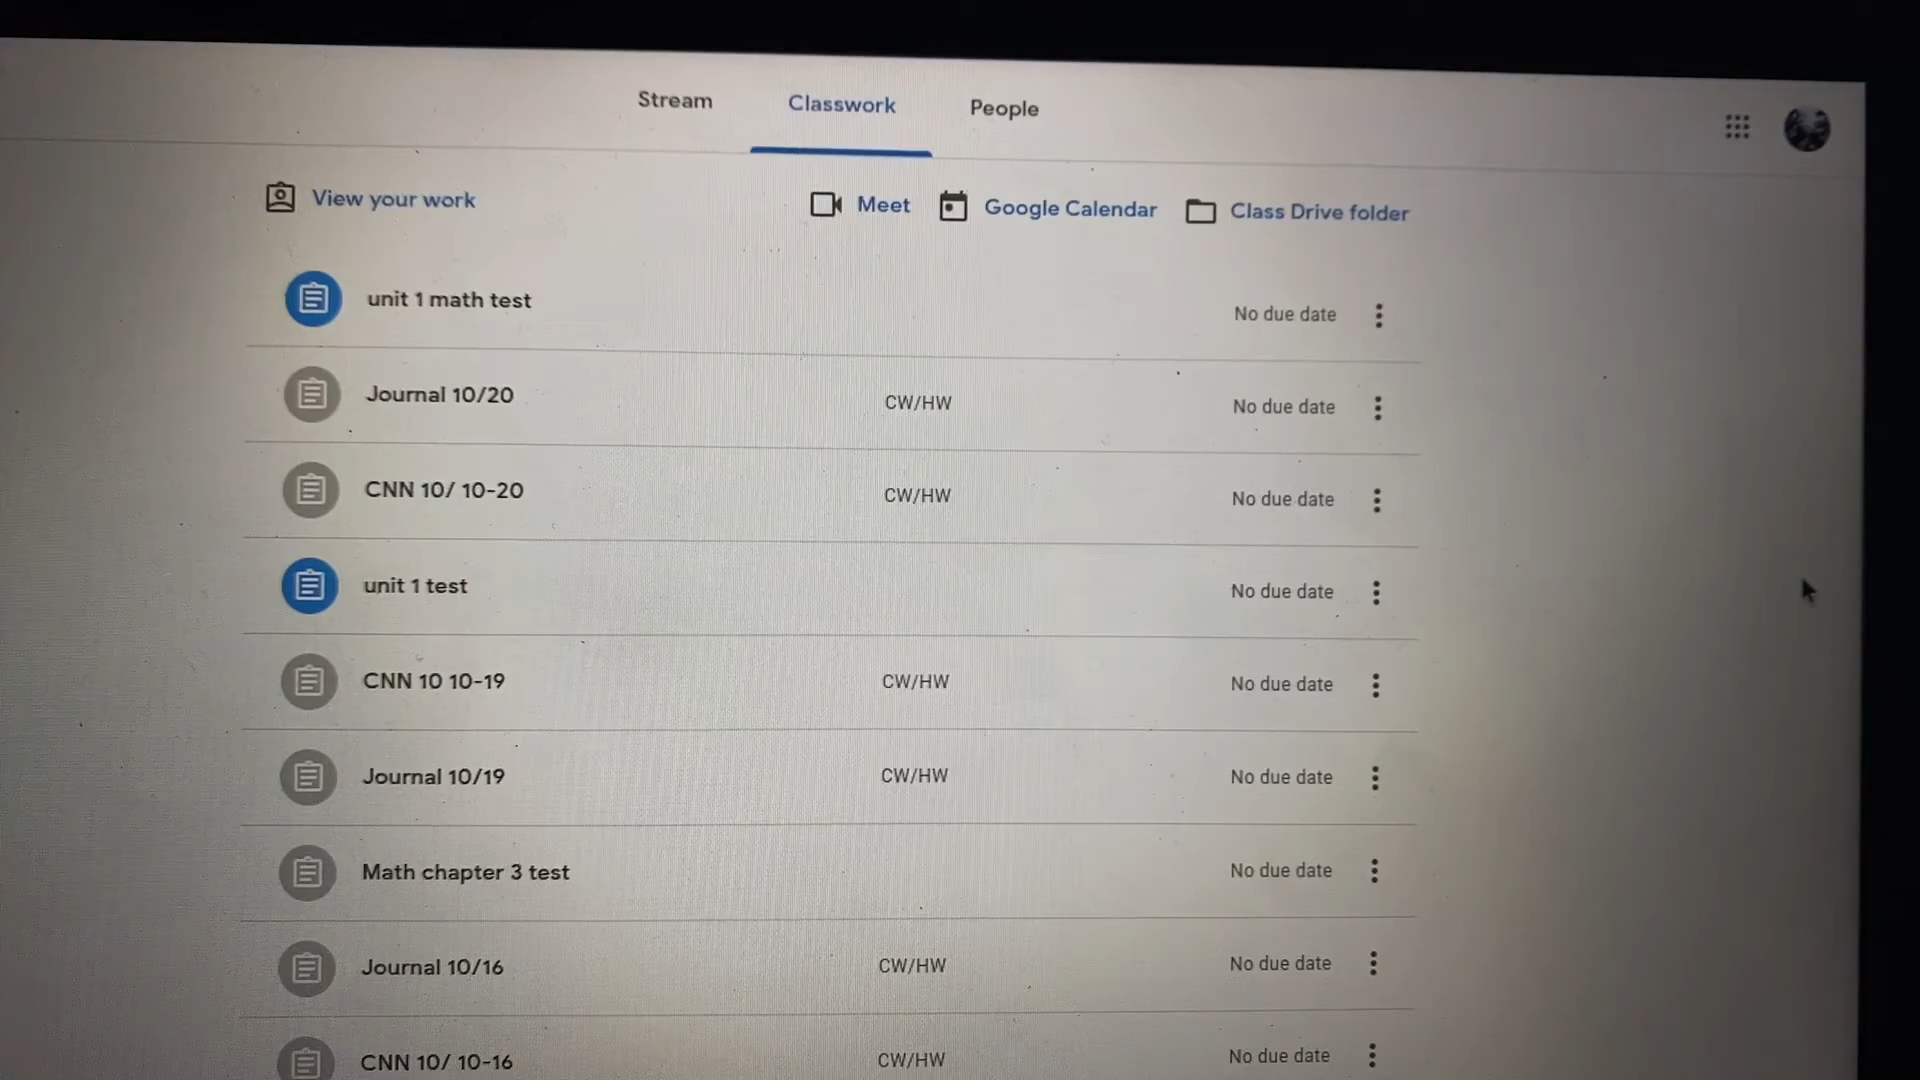 Stream Classwork People
View your work Meet Google Calendar Class Drive folder
unit 1 math test No due date
Journal 10/20 CW/HW No due date
CNN 10/ 10-20 CW/HW No due date
unit 1 test No due date
CNN 10 10-19 CW/HW No due date
Journal 10/19 CW/HW No due date
Math chapter 3 test No due date
Journal 10/16 CW/HW No due date
CNN 10/ 10-16 CW/HW No due date